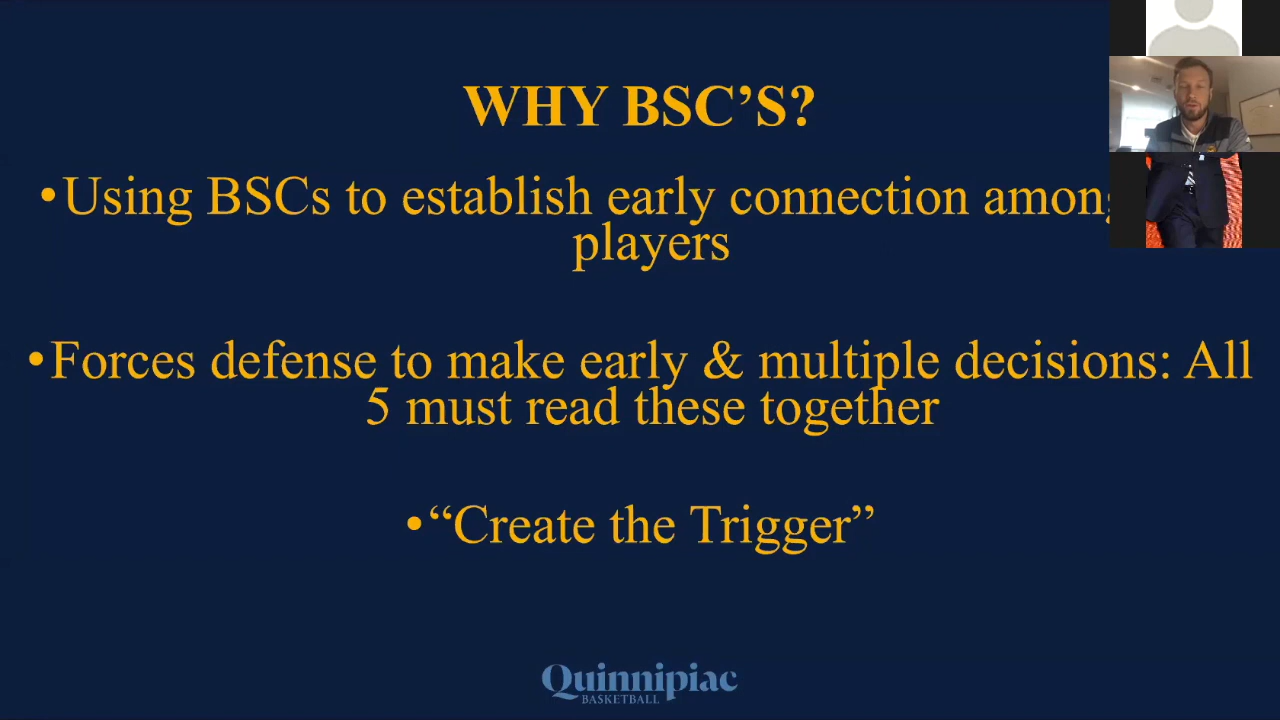 WHY BSC’S?
•Using BSCs to establish early connection among
players
•Forces defense to make early & multiple decisions: All
5 must read these together
•“Create the Trigger”
Quinnipiac
BASKETBALL